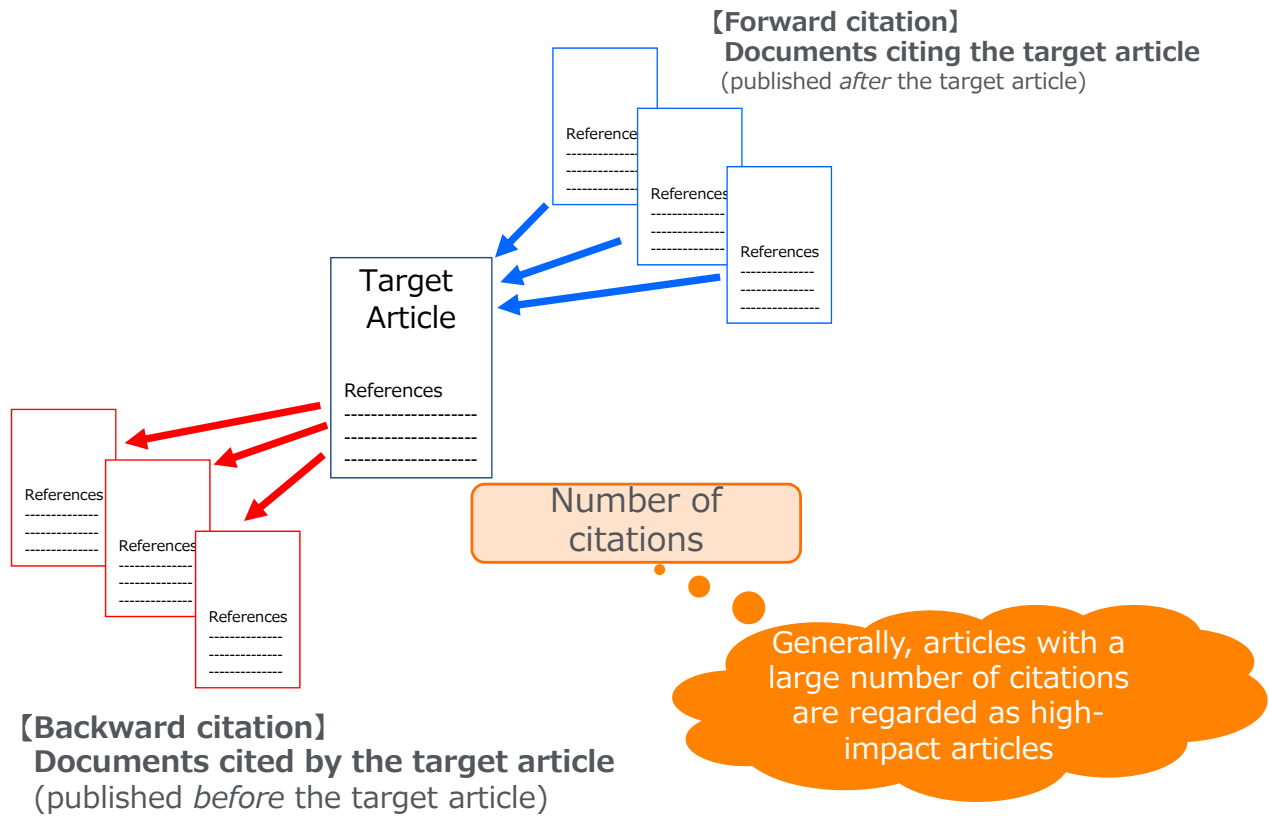 【Forward citation】
Documents citing the target article
(published after the target article)
References
---------------
---------------
---------------
References
--------------
--------------
--------------
References
--------------
--------------
---------------
Target
Article
References
--------------------
--------------------
--------------------
References
--------------
--------------
--------------
References
--------------
--------------
--------------
References
--------------
--------------
--------------
Number of
citations
Generally, articles with a
large number of citations
are regarded as high-
impact articles
【Backward citation】
Documents cited by the target article
(published before the target article)